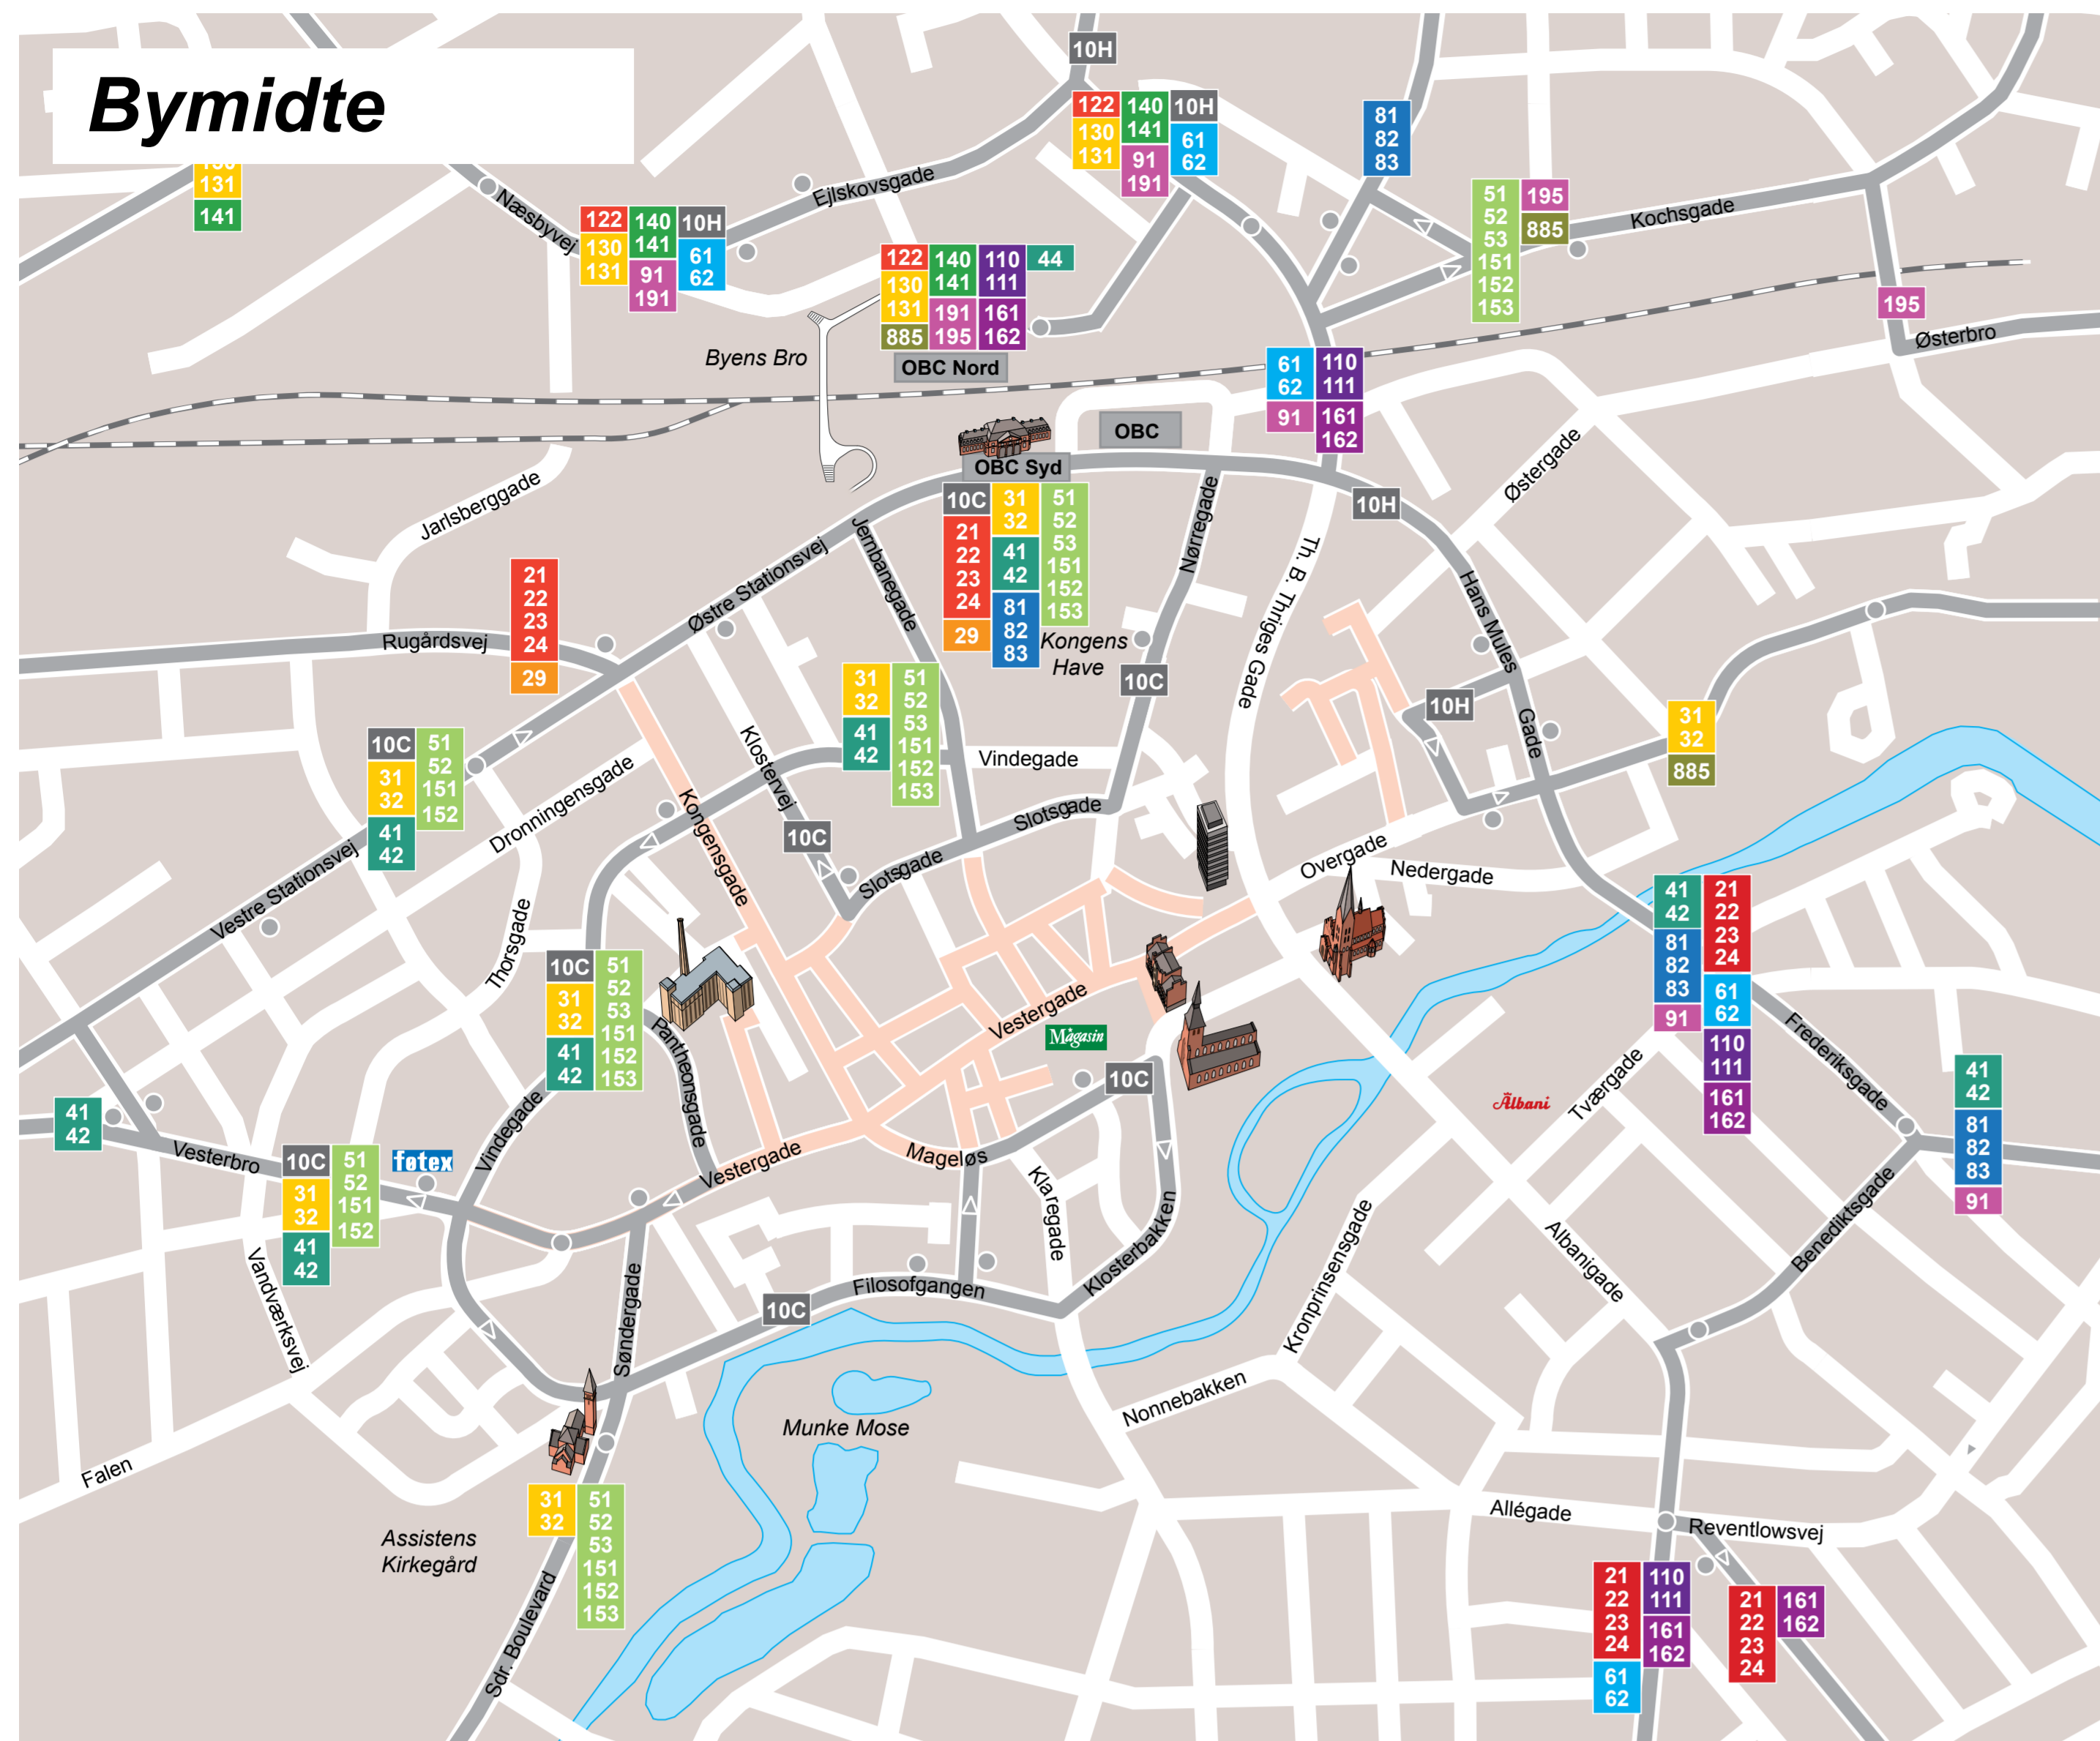 Bymidte
10H
130
131
141
122
130
131
140
141
91
191
10H
61
62
81
82
83
Næsbyvej
Ejlskovsgade
122
130
131
140
141
91
191
10H
61
62
51
52
53
151
152
153
195
885
Kochsgade
122
130
131
885
140
141
191
195
110
111
161
162
44
195
Østerbro
Byens Bro
OBC Nord
61
62
91
110
111
161
162
OBC
OBC Syd
Østergade
Jarlsberggade
10C
21
22
23
24
29
31
32
41
42
81
82
83
51
52
53
151
152
153
10H
Nørregade
Jernbanegade
Østre Stationsvej
Th. B. Thriges Gade
Hans Mules
Gade
21
22
23
24
29
Rugårdsvej
Kongens
Have
10C
31
32
41
42
51
52
53
151
152
153
10H
31
32
885
10C
31
32
41
42
51
52
151
152
Klostervej
Vindegade
Dronningensgade
Kongensgade
10C
Slotsgade
Slotsgade
Overgade
Nedergade
Vestre Stationsvej
Thorsgade
41
42
81
82
83
91
21
22
23
24
61
62
110
111
161
162
10C
31
32
41
42
51
52
53
151
152
153
Vestergade
Magasin
Pantheonsgade
10C
Albani
Tværgade
Frederiksgade
41
42
81
82
83
91
41
42
Vesterbro
10C
31
32
41
42
51
52
151
152
føtex
Vindegade
Vestergade
Mageløs
Klaregade
Klosterbakken
Kronprinsensgade
Albanigade
Benediktsgade
Vandværksvej
Søndergade
10C
Filosofgangen
Nonnebakken
Munke Mose
Falen
31
32
51
52
53
151
152
153
Assistens
Kirkegård
Sdr. Boulevard
Allégade
Reventlowsvej
21
22
23
24
61
62
110
111
161
162
21
22
23
24
161
162